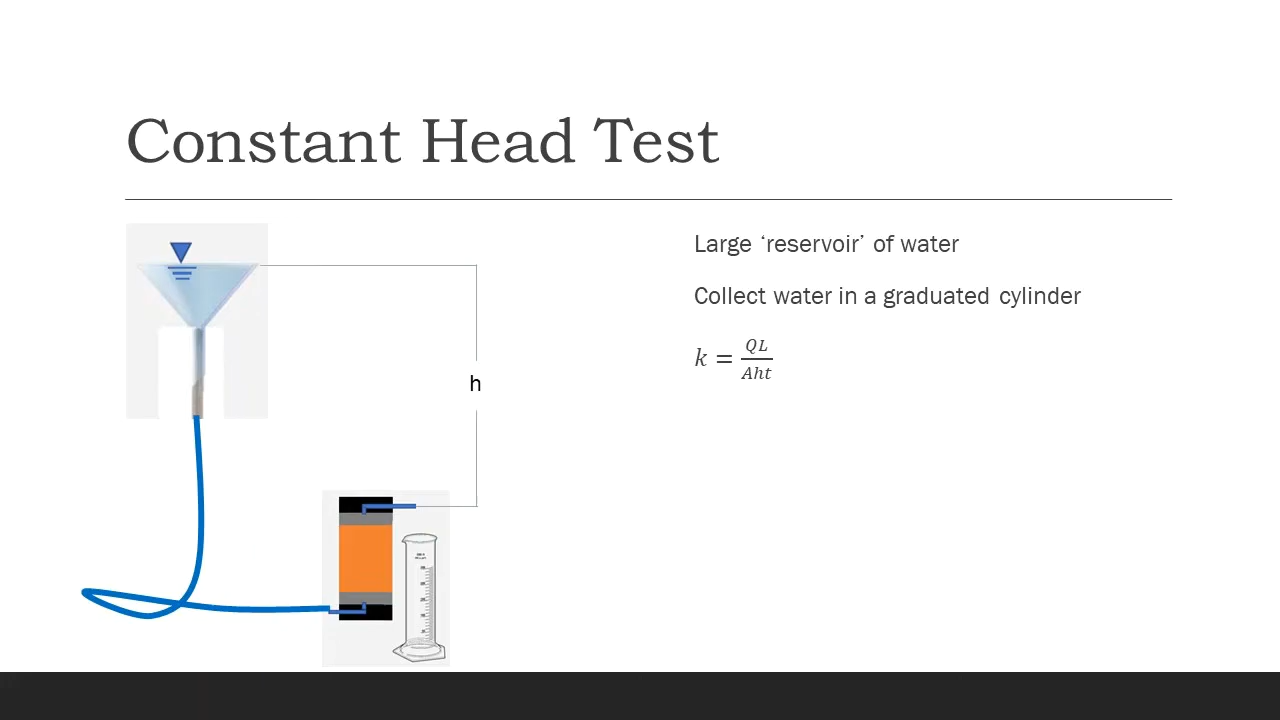 Constant Head Test
Large ‘reservoir’ of water
Collect water in a graduated cylinder
k = QL/Aht
h